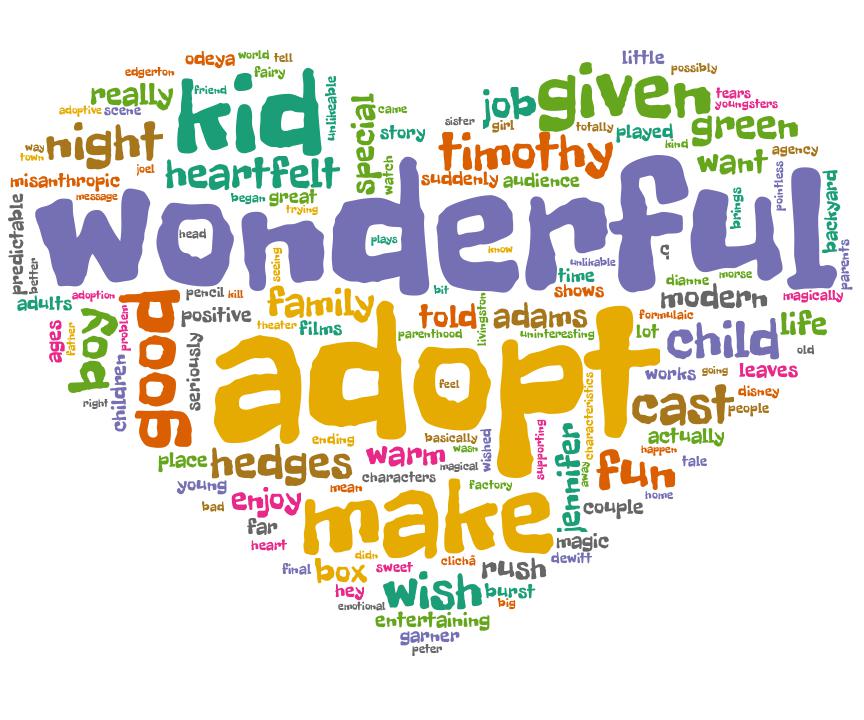 little
odeya
world
tell
possibly
edgerton
fairy
really
friend
kid
unlikeable
given
tears
youngsters
adoptive
scene
special
came
job
sister
girl
totally
played
green
kind
night
way
town
joel
story
timothy
want
agency
misanthropic
heartfelt
watch
suddenly
audience
pointless
message
began
great
trying
brings
backyard
predictable
wonderful
head
plays
know
parents
better
seeing
unlikable
time
shows
dianne
morse
bit
adults
adoption
pencil
kill
family
modern
magically
ages
father
boy
problem
good
positive
theater
films
told
livingston
adams
formulaic
lot
child
life
parenthood
uninteresting
old
children
seriously
adopt
feel
works
going
leaves
right
characteristics
cast
disney
people
ending
basically
wasn
wished
supporting
jennifer
actually
happen
place
hedges
warm
magical
away
fun
tale
young
characters
factory
home
bad
enjoy
mean
make
couple
far
heart
didn
clichã
magic
dewitt
final
box
sweet
rush
hey
wish
burst
emotional
big
entertaining
garner
peter